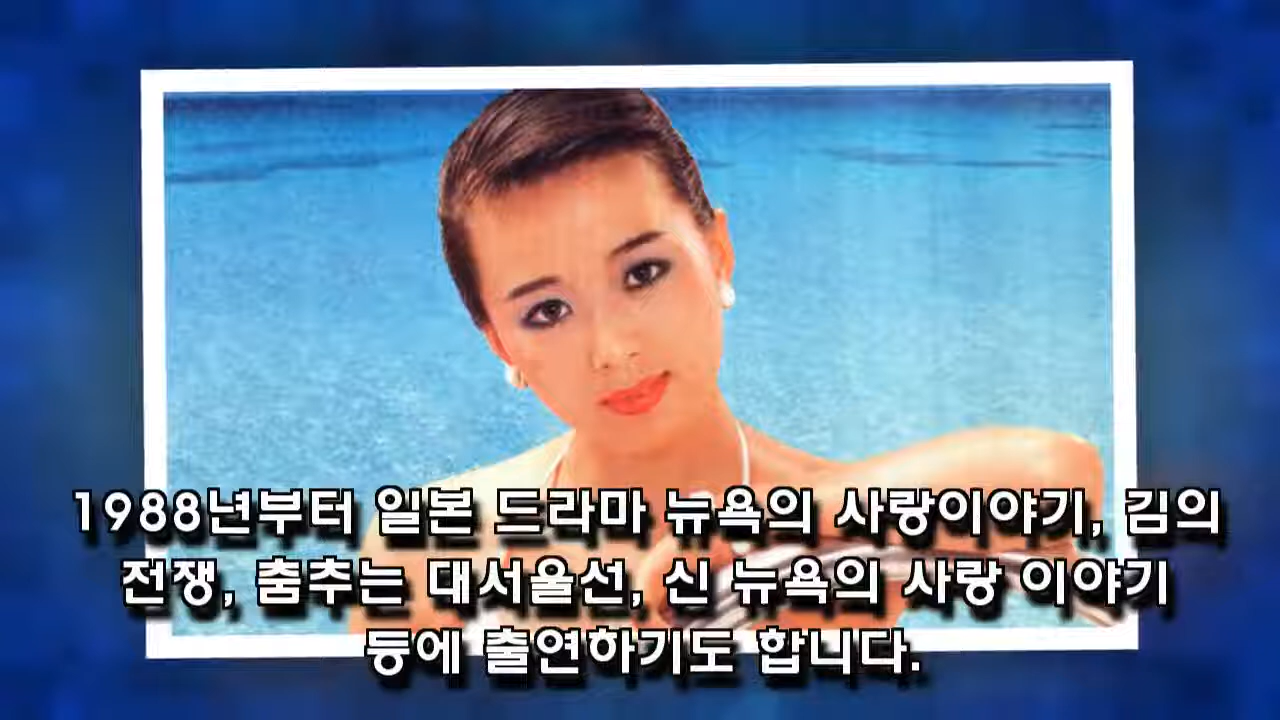 1988년부터 일본 드라마 뉴욕의 사랑이야기, 김의
전쟁, 춤추는 대서울선, 신 뉴욕의 사랑 이야기
등에 출연하기도 합니다.